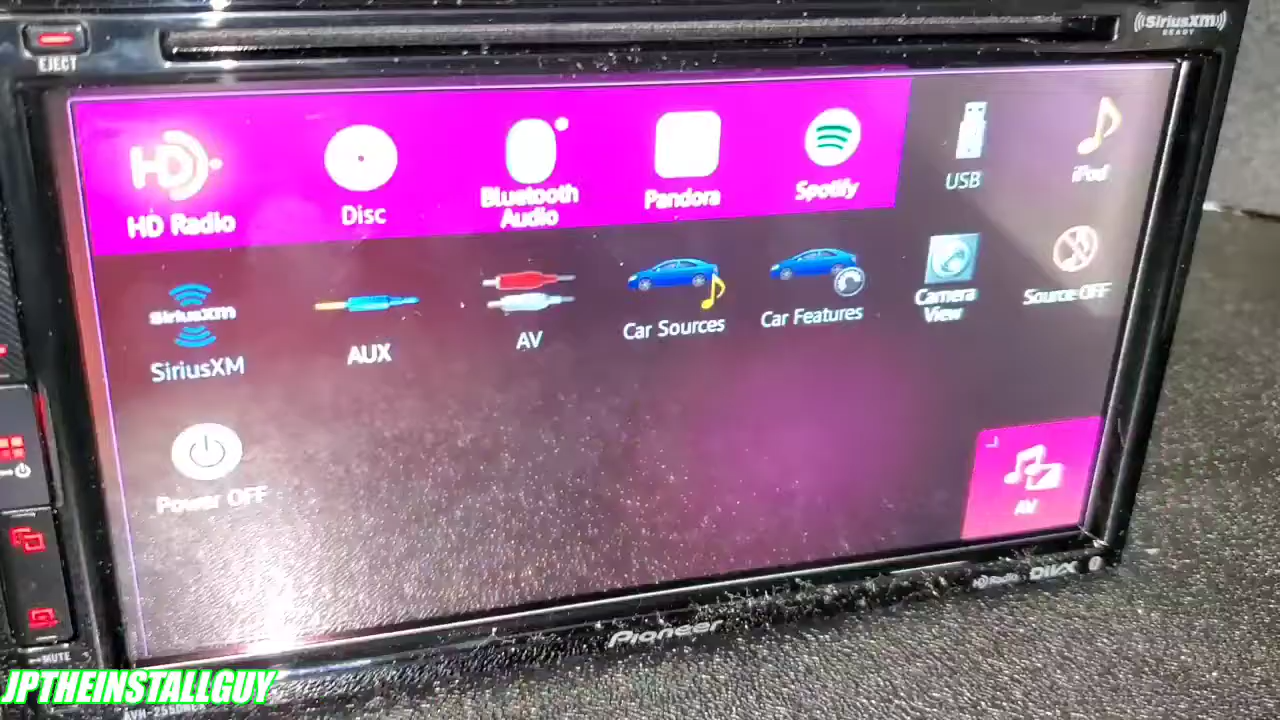 EJECT
SiriusXM
READY
HD Radio
Disc
Bluetooth
Audio
Pandora
Spotify
USB
iPod
SiriusXM
SiriusXM
AUX
AV
Car Sources
Car Features
Camera
View
Source OFF
Power OFF
AV
Pioneer
MUTE
JPTHEINSTALLGUY